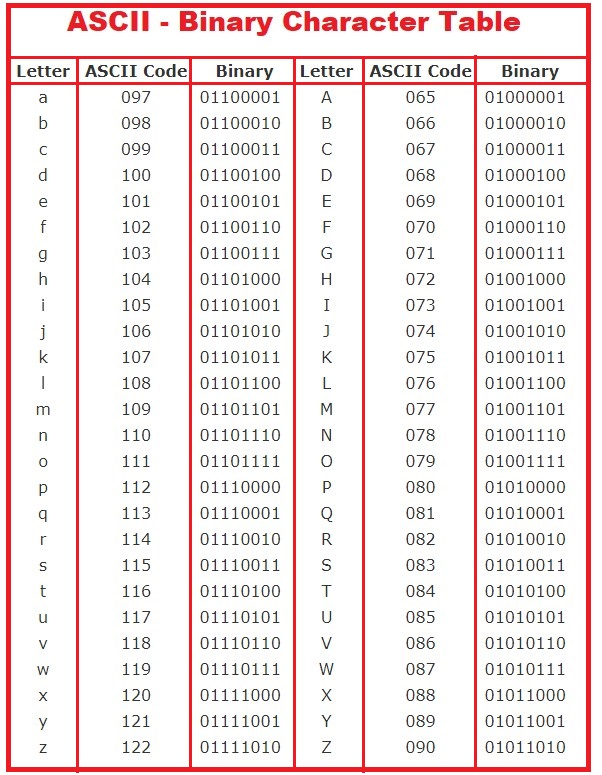 ASCII - Binary Character Table
Letter ASCII Code Binary Letter ASCII Code Binary
a 097 01100001 A 065 01000001
b 098 01100010 B 066 01000010
c 099 01100011 C 067 01000011
d 100 01100100 D 068 01000100
e 101 01100101 E 069 01000101
f 102 01100110 F 070 01000110
g 103 01100111 G 071 01000111
h 104 01101000 H 072 01001000
i 105 01101001 I 073 01001001
j 106 01101010 J 074 01001010
k 107 01101011 K 075 01001011
l 108 01101100 L 076 01001100
m 109 01101101 M 077 01001101
n 110 01101110 N 078 01001110
o 111 01101111 O 079 01001111
p 112 01110000 P 080 01010000
q 113 01110001 Q 081 01010001
r 114 01110010 R 082 01010010
s 115 01110011 S 083 01010011
t 116 01110100 T 084 01010100
u 117 01110101 U 085 01010101
v 118 01110110 V 086 01010110
w 119 01110111 W 087 01010111
x 120 01111000 X 088 01011000
y 121 01111001 Y 089 01011001
z 122 01111010 Z 090 01011010